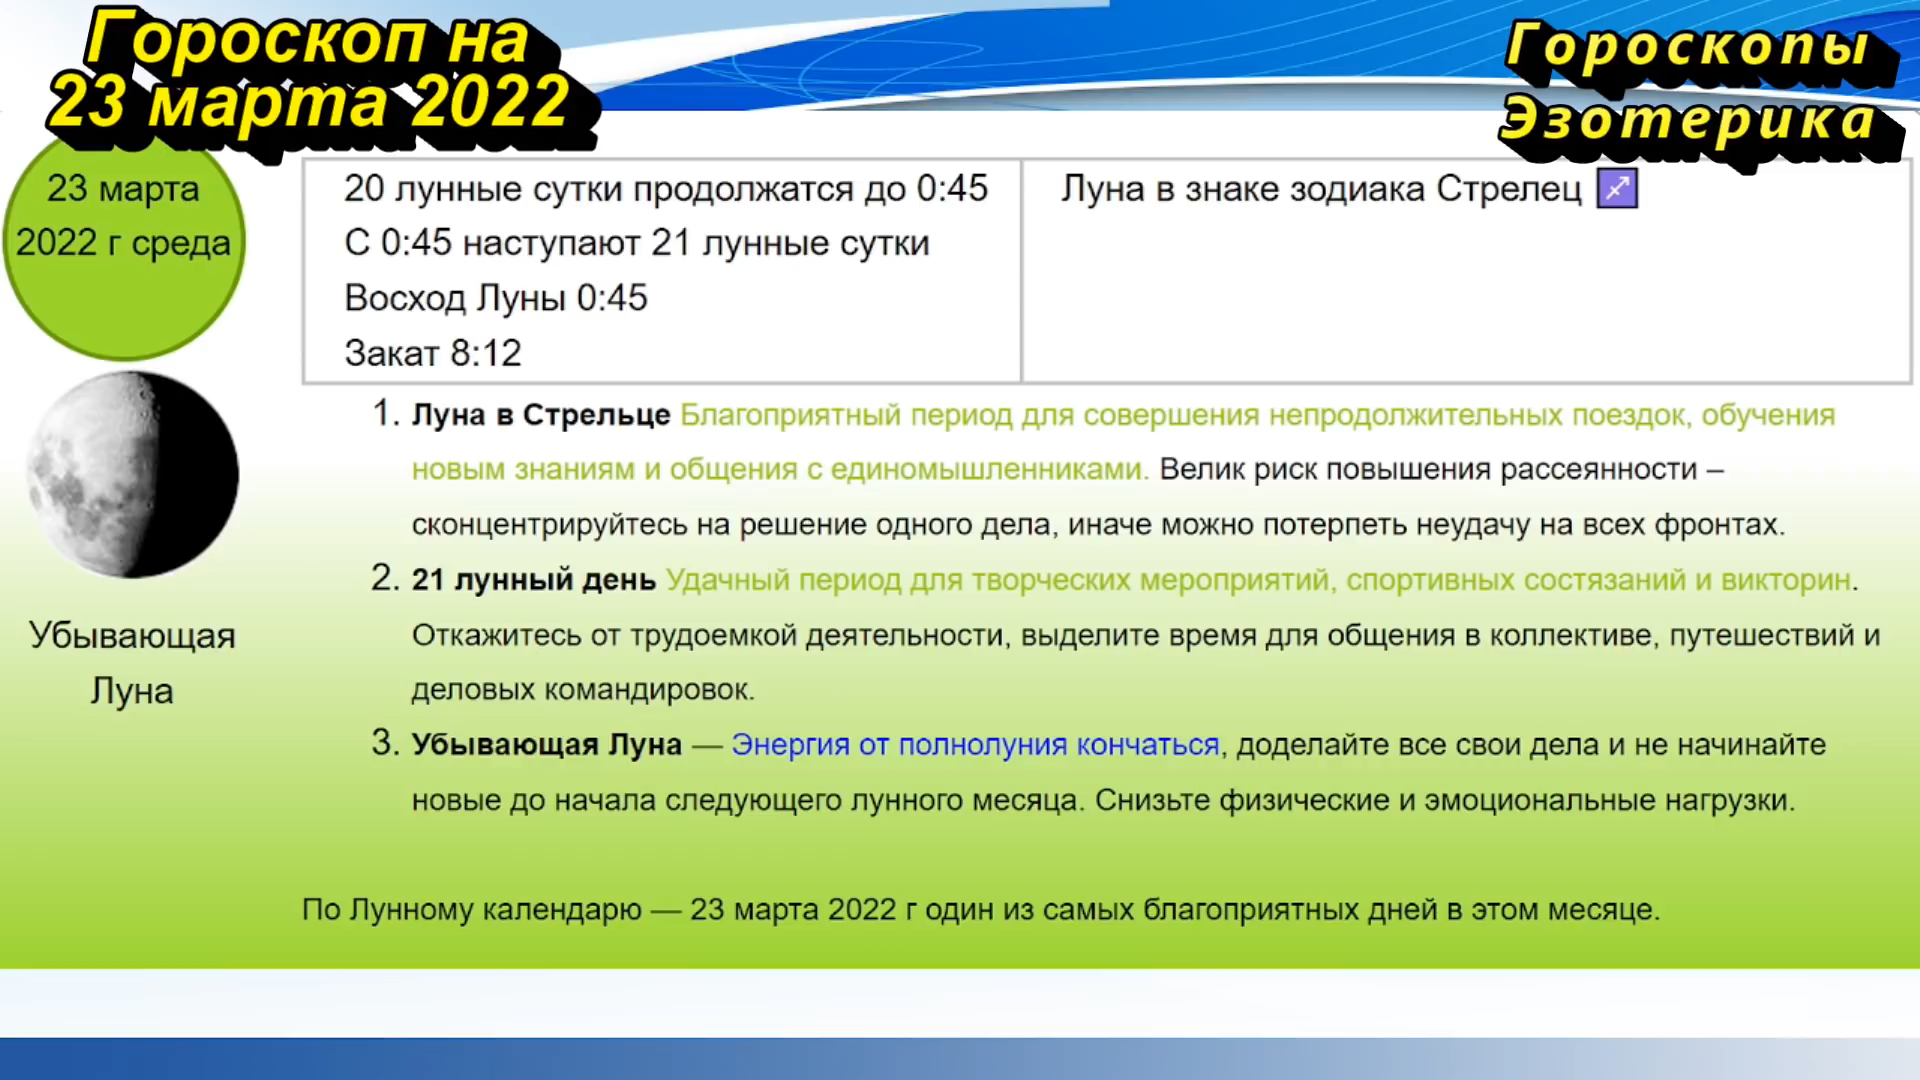 Гороскоп на
23 марта 2022
Гороскопы
Эзотерика
23 марта
2022 г среда
20 лунные сутки продолжатся до 0:45
С 0:45 наступают 21 лунные сутки
Восход Луны 0:45
Закат 8:12
Луна в знаке зодиака Стрелец ♐
1. Луна в Стрельце Благоприятный период для совершения непродолжительных поездок, обучения
новым знаниям и общения с единомышленниками. Велик риск повышения рассеянности –
сконцентрируйтесь на решение одного дела, иначе можно потерпеть неудачу на всех фронтах.
2. 21 лунный день Удачный период для творческих мероприятий, спортивных состязаний и викторин.
Откажитесь от трудоемкой деятельности, выделите время для общения в коллективе, путешествий и
деловых командировок.
3. Убывающая Луна — Энергия от полнолуния кончаться, доделайте все свои дела и не начинайте
новые до начала следующего лунного месяца. Снизьте физические и эмоциональные нагрузки.
Убывающая
Луна
По Лунному календарю — 23 марта 2022 г один из самых благоприятных дней в этом месяце.